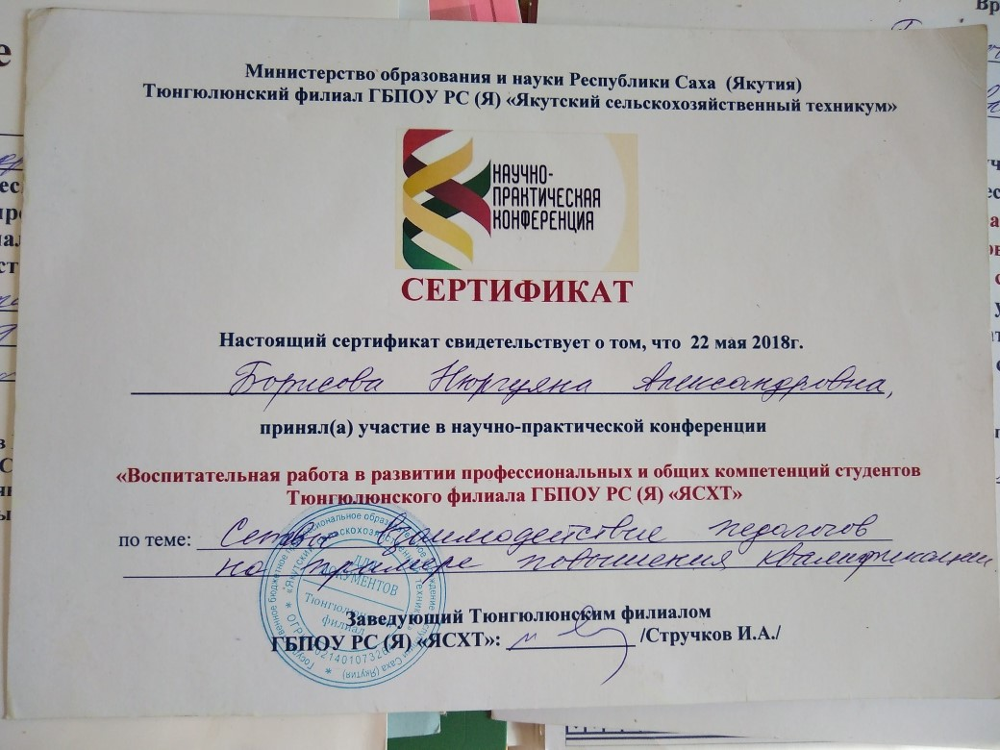 Министерство образования и науки Республики Саха (Якутия)
Тюнгюлюнский филиал ГБПОУ РС (Я) «Якутский сельскохозяйственный техникум»
НАУЧНО-
ПРАКТИЧЕСКАЯ
КОНФЕРЕНЦИЯ
СЕРТИФИКАТ
Настоящий сертификат свидетельствует о том, что 22 мая 2018г.
Борисова Нюргуяна Александровна,
принял(а) участие в научно-практической конференции
«Воспитательная работа в развитии профессиональных и общих компетенций студентов
Тюнгюлюнского филиала ГБПОУ РС (Я) «ЯСХТ»
по теме: взаимодействие педагогов
на примере повышения квалификации
ДЛЯ
ДОКУМЕНТОВ
филиал
Заведующий Тюнгюлюнским филиалом
ГБПОУ РС (Я) «ЯСХТ»: /Стручков И.А./